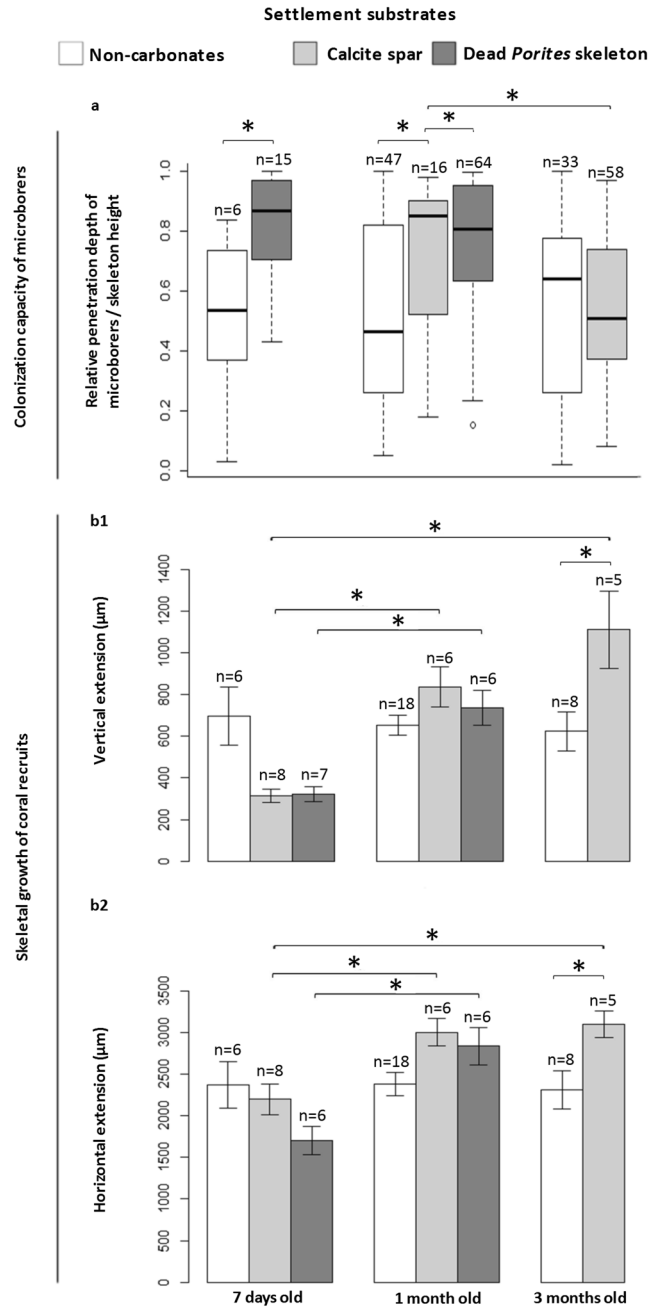 Settlement substrates
Non-carbonates Calcite spar Dead Porites skeleton
a
*
* *
*
n=6 n=15 n=47 n=16 n=64 n=33 n=58
Colonization capacity of microborers
Relative penetration depth of
microborers / skeleton height
1.0
0.8
0.6
0.4
0.2
0.0
b1
*
*
*
*
n=6 n=8 n=7 n=18 n=6 n=6 n=8 n=5
Skeletal growth of coral recruits
Vertical extension (µm)
1400
1200
1000
800
600
400
200
0
b2
*
*
*
*
n=6 n=8 n=6 n=18 n=6 n=6 n=8 n=5
Horizontal extension (µm)
3500
3000
2500
2000
1500
1000
500
0
7 days old 1 month old 3 months old